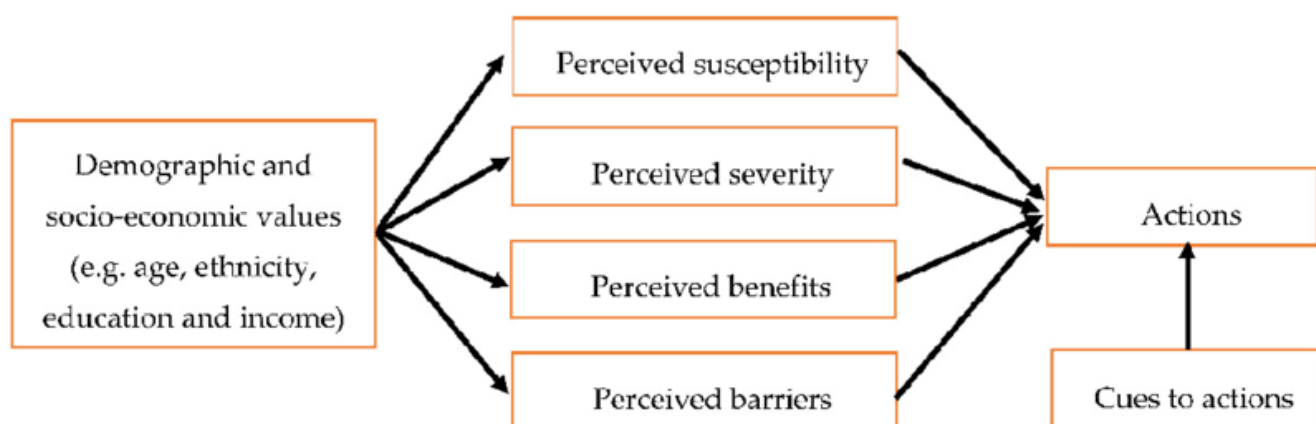 Perceived susceptibility
Demographic and
socio-economic values
(e.g. age, ethnicity,
education and income)
Perceived severity
Perceived benefits
Perceived barriers
Actions
Cues to actions